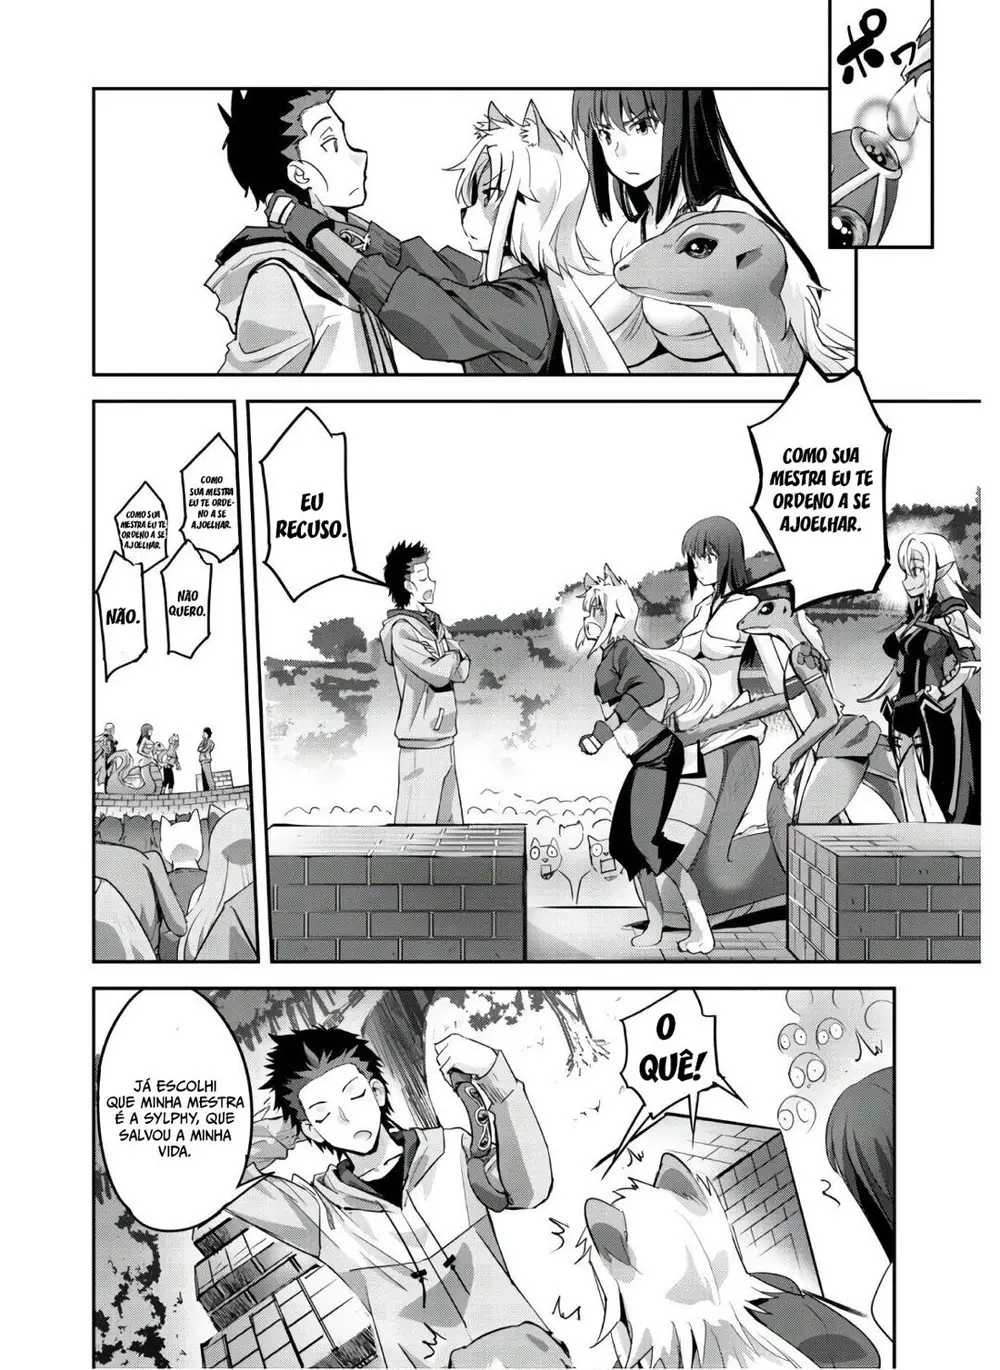 ポワ
COMO SUA
MESTRA EU TE
ORDENO A SE
AJOELHAR.
EU
RECUSO.
COMO
SUA MESTRA
EU TE ORDE-
NO A SE
AJOELHAR.
NÃO
QUERO.
COMO SUA
MESTRA EU TE
ORDENO A SE
AJOELHAR.
NÃO.
O
QUÊ!
JÁ ESCOLHI
QUE MINHA MESTRA
É A SYLPHY, QUE
SALVOU A MINHA
VIDA.